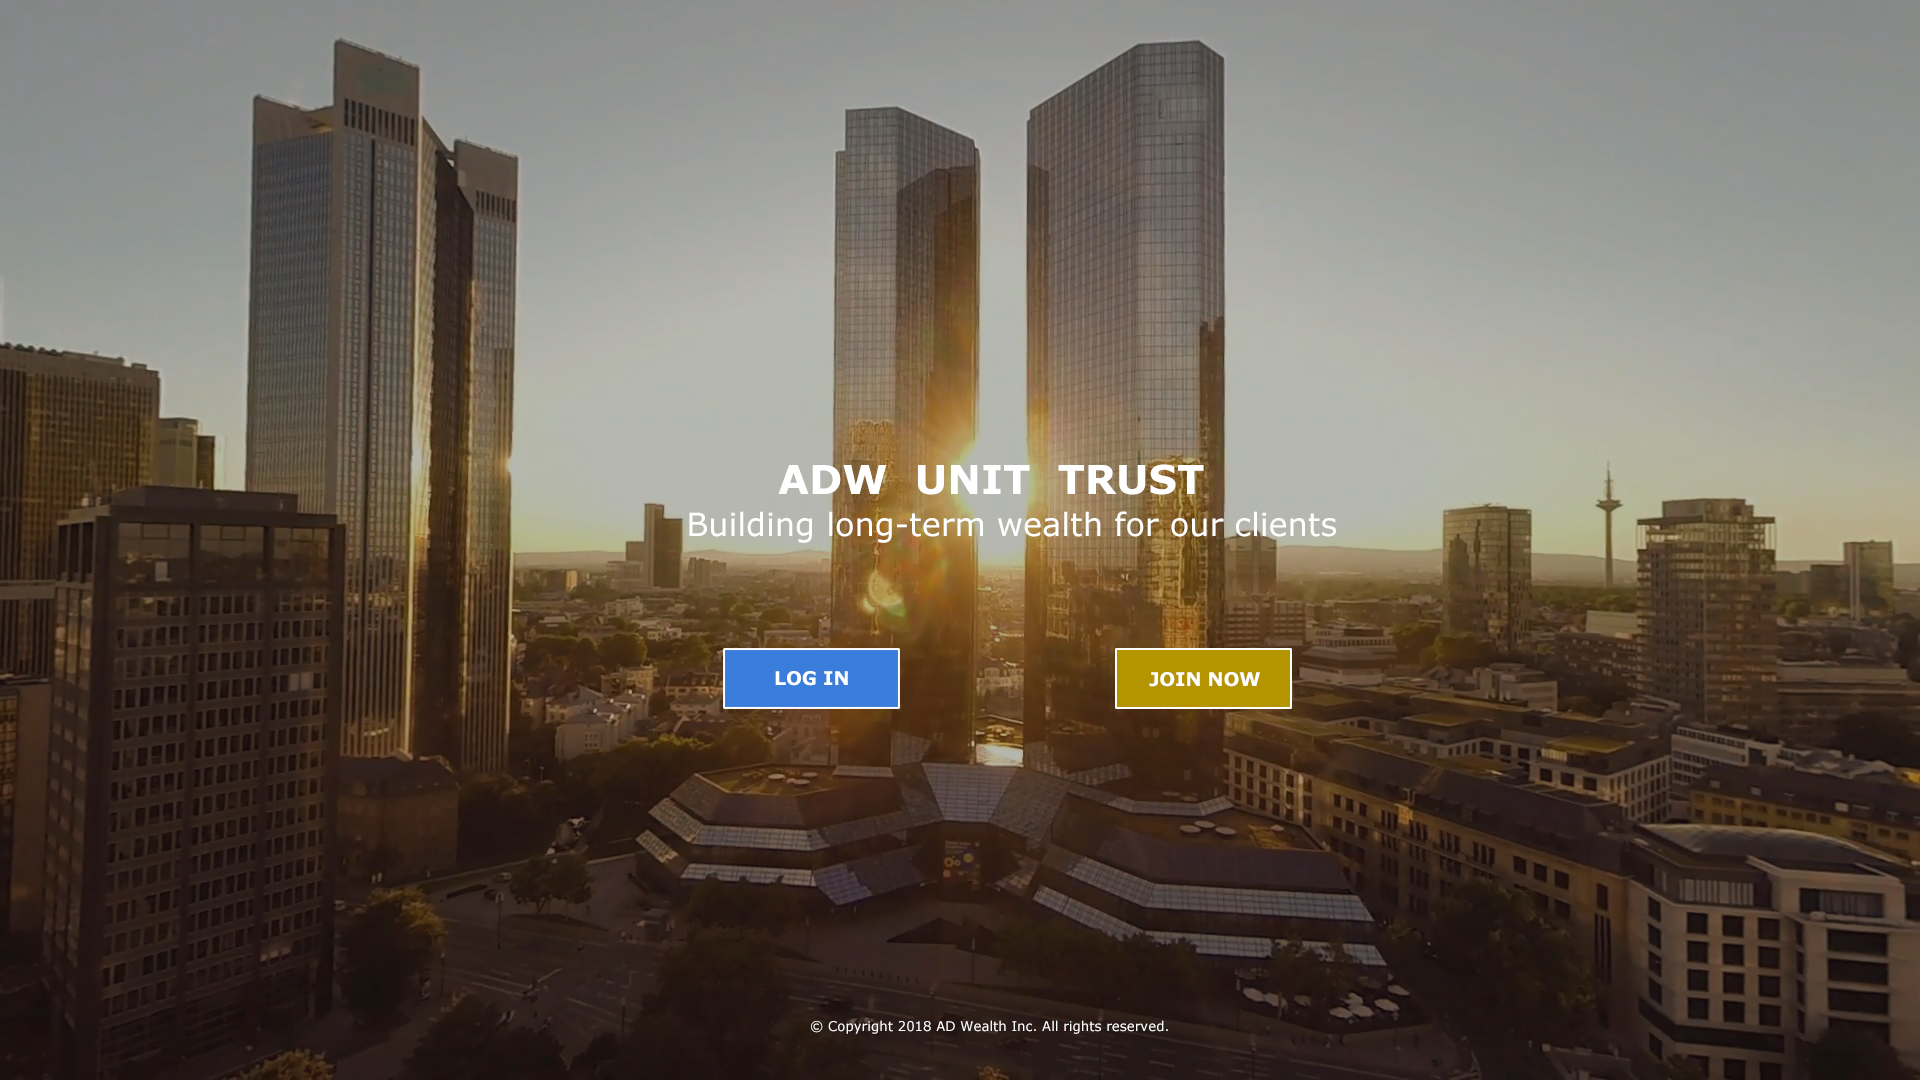 ADW UNIT TRUST
Building long-term wealth for our clients
LOG IN
JOIN NOW
© Copyright 2018 AD Wealth Inc. All rights reserved.